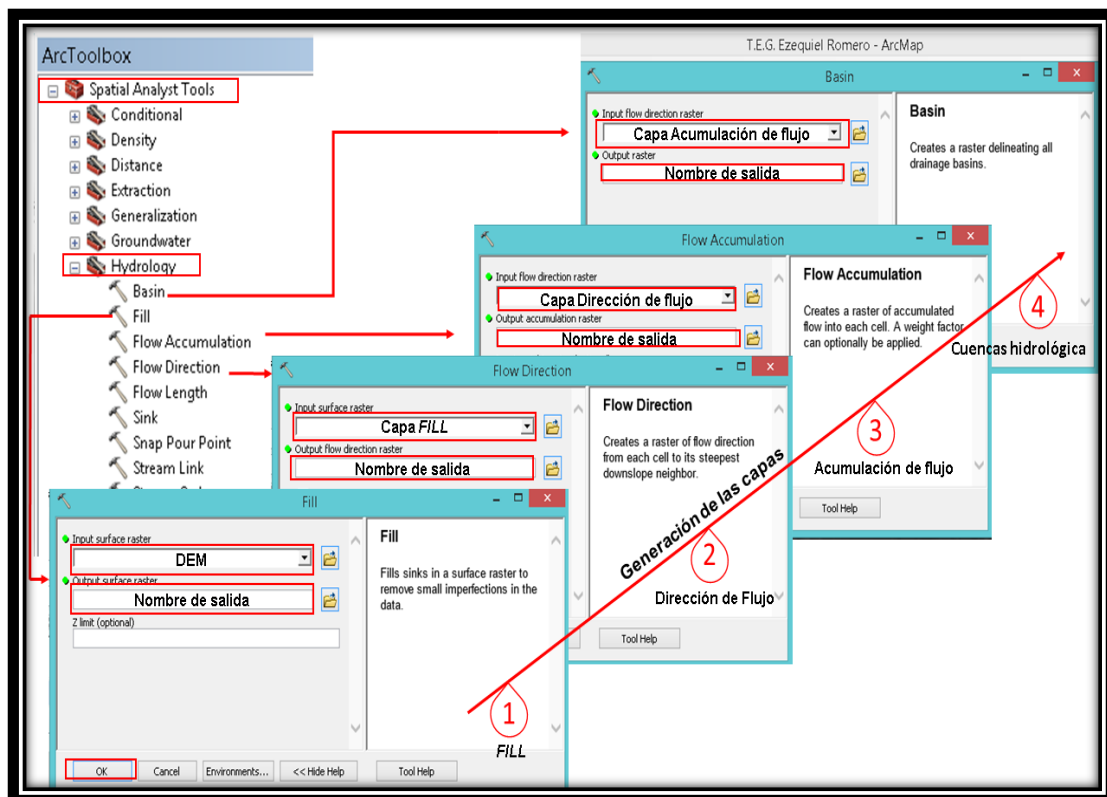 ArcToolbox
Spatial Analyst Tools
Conditional
Density
Distance
Extraction
Generalization
Groundwater
Hydrology
Basin
Fill
Flow Accumulation
Flow Direction
Flow Length
Sink
Snap Pour Point
Stream Link
T.E.G. Ezequiel Romero - ArcMap
Basin
Input flow direction raster
Capa Acumulación de flujo
Output raster
Nombre de salida
Basin
Creates a raster delineating all
drainage basins.
4
Cuencas hidrológica
Flow Accumulation
Input flow direction raster
Capa Dirección de flujo
Output accumulation raster
Nombre de salida
Flow Accumulation
Creates a raster of accumulated
flow into each cell. A weight factor
can optionally be applied.
3
Acumulación de flujo
Tool Help
Flow Direction
Input surface raster
Capa FILL
Output flow direction raster
Nombre de salida
Flow Direction
Creates a raster of flow direction
from each cell to its steepest
downslope neighbor.
Generación de las capas
2
Dirección de Flujo
Tool Help
Fill
Input surface raster
DEM
Output surface raster
Nombre de salida
Z limit (optional)
Fill
Fills sinks in a surface raster to
remove small imperfections in the
data.
1
FILL
OK
Cancel
Environments...
<< Hide Help
Tool Help